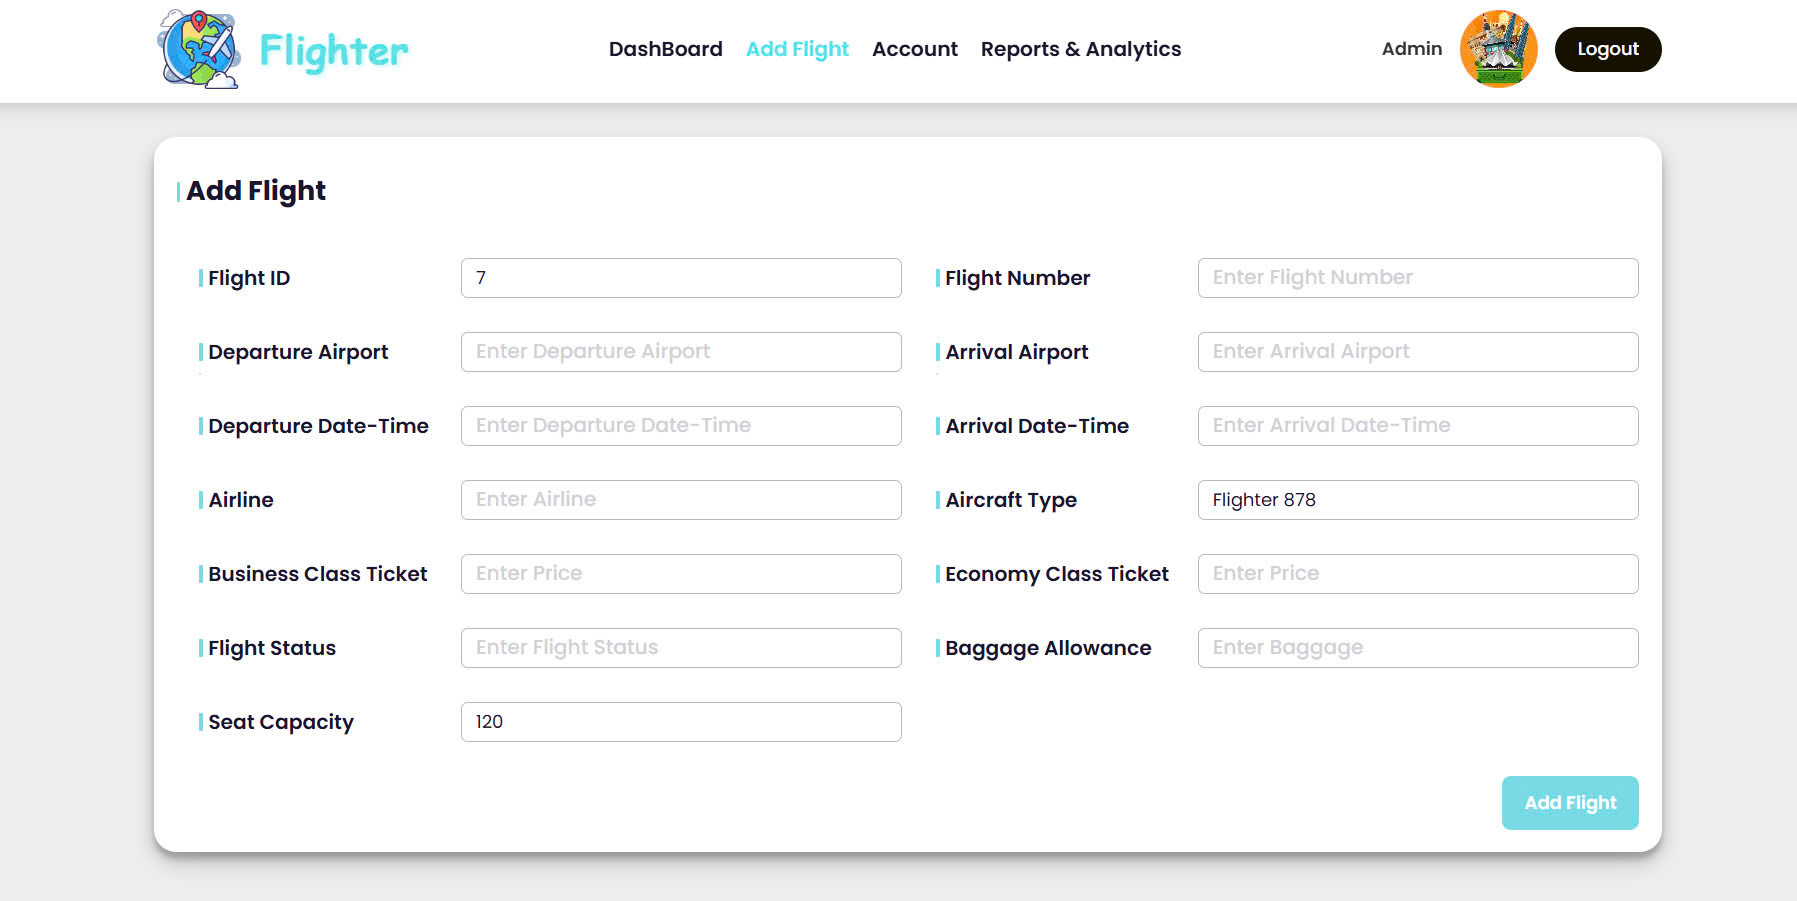 Flighter DashBoard Add Flight Account Reports & Analytics Admin Logout
Add Flight
Flight ID 7 Flight Number Enter Flight Number
Departure Airport Enter Departure Airport Arrival Airport Enter Arrival Airport
Departure Date-Time Enter Departure Date-Time Arrival Date-Time Enter Arrival Date-Time
Airline Enter Airline Aircraft Type Flighter 878
Business Class Ticket Enter Price Economy Class Ticket Enter Price
Flight Status Enter Flight Status Baggage Allowance Enter Baggage
Seat Capacity 120
Add Flight